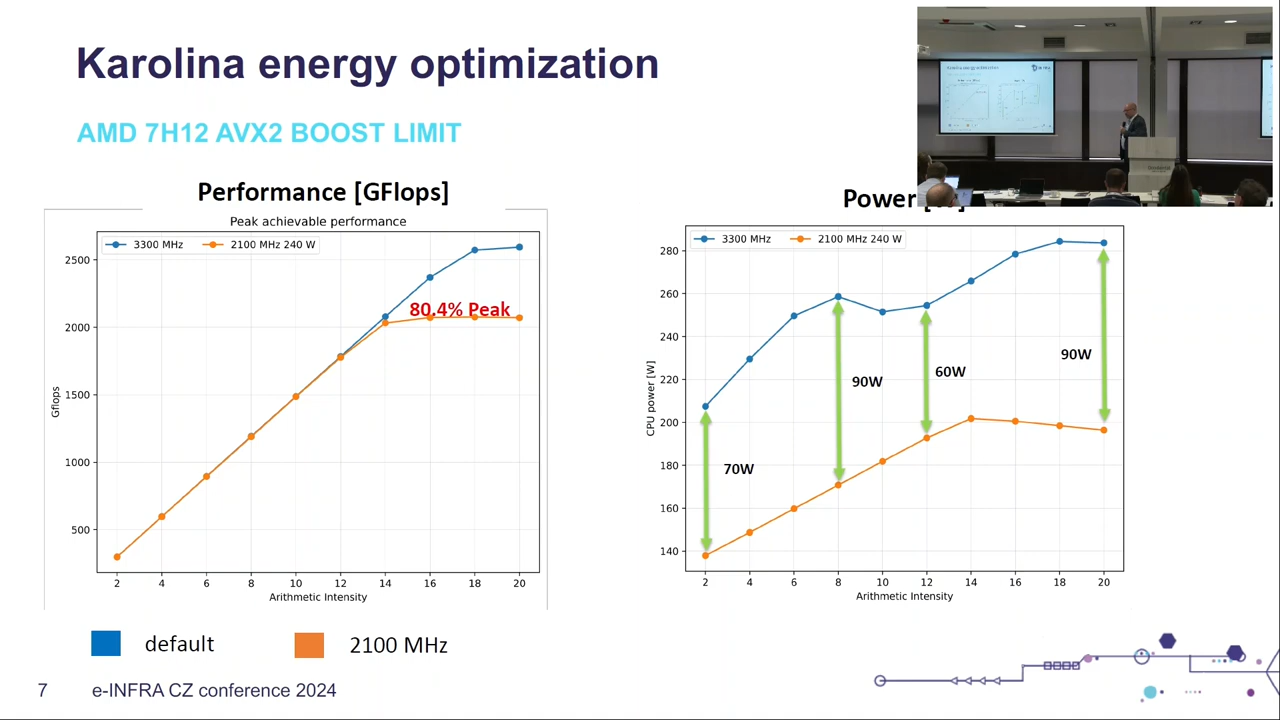 Karolina energy optimization
AMD 7H12 AVX2 BOOST LIMIT
Performance [GFlops]
Peak achievable performance
3300 MHz
2100 MHz 240 W
80.4% Peak
2500
2000
1500
1000
500
Gflops
2 4 6 8 10 12 14 16 18 20
Arithmetic Intensity
default
2100 MHz
Power
3300 MHz
2100 MHz 240 W
280
260
240
220
200
180
160
140
CPU power [W]
70W
90W
60W
90W
2 4 6 8 10 12 14 16 18 20
Arithmetic Intensity
7 e-INFRA CZ conference 2024